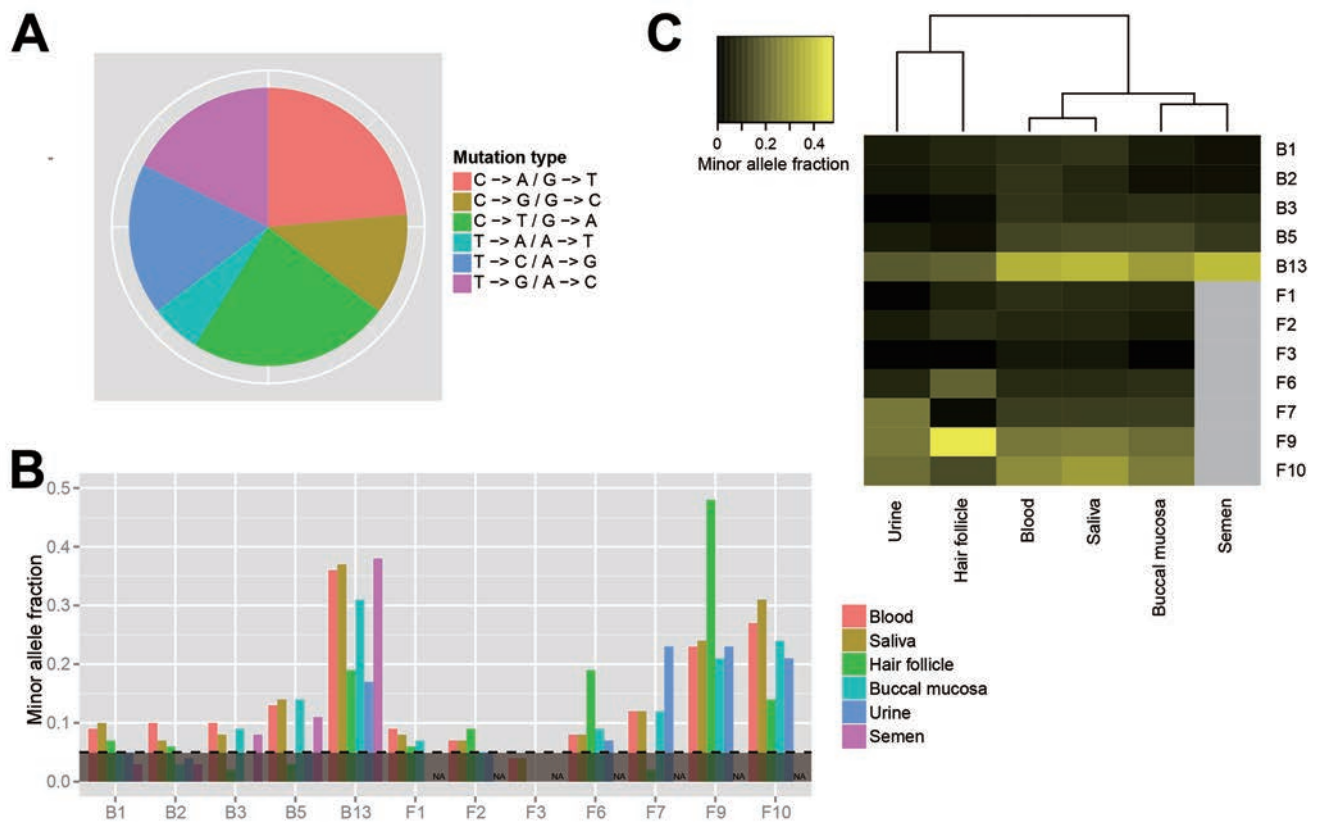 A
Mutation type
C -> A / G -> T
C -> G / G -> C
C -> T / G -> A
T -> A / A -> T
T -> C / A -> G
T -> G / A -> C
C
0 0.2 0.4
Minor allele fraction
B1
B2
B3
B5
B13
F1
F2
F3
F6
F7
F9
F10
Urine
Hair follicle
Blood
Saliva
Buccal mucosa
Semen
B
Minor allele fraction
0.5
0.4
0.3
0.2
0.1
0.0
NA NA NA NA NA NA NA
B1 B2 B3 B5 B13 F1 F2 F3 F6 F7 F9 F10
Blood
Saliva
Hair follicle
Buccal mucosa
Urine
Semen